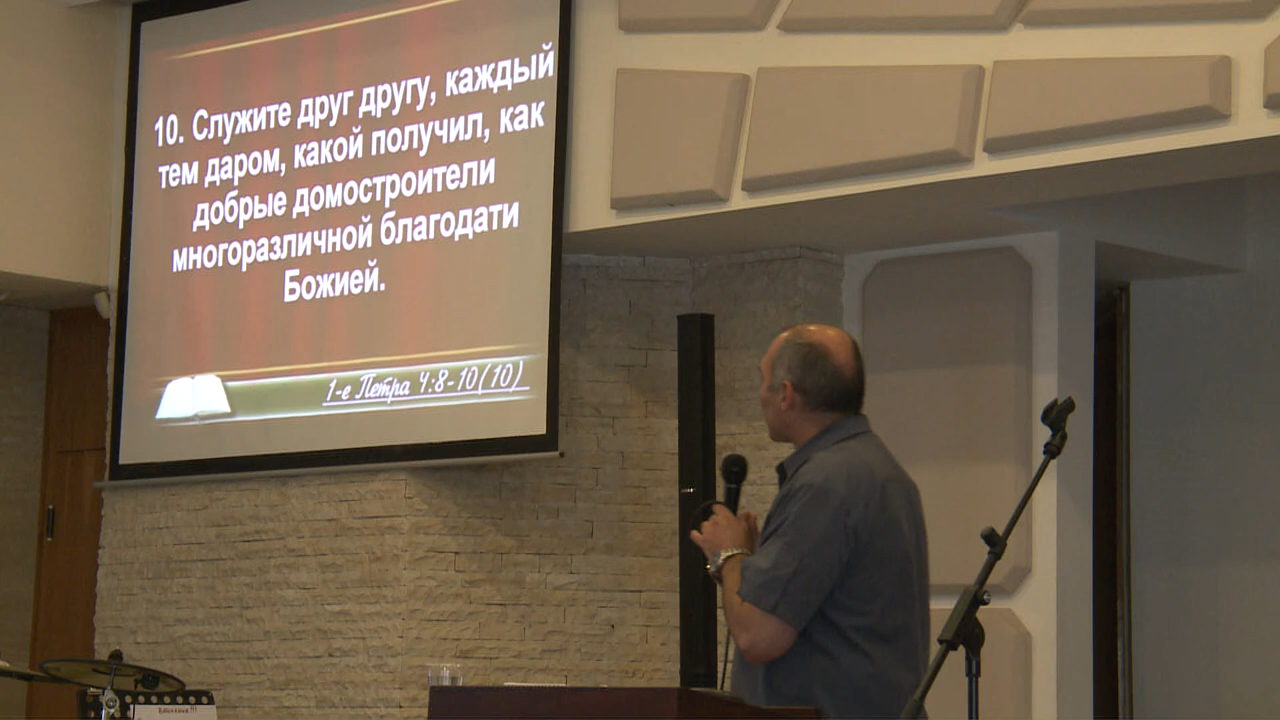 10. Служите друг другу, каждый
тем даром, какой получил, как
добрые домостроители
многоразличной благодати
Божией.
1-е Петра 4:8-10(10)